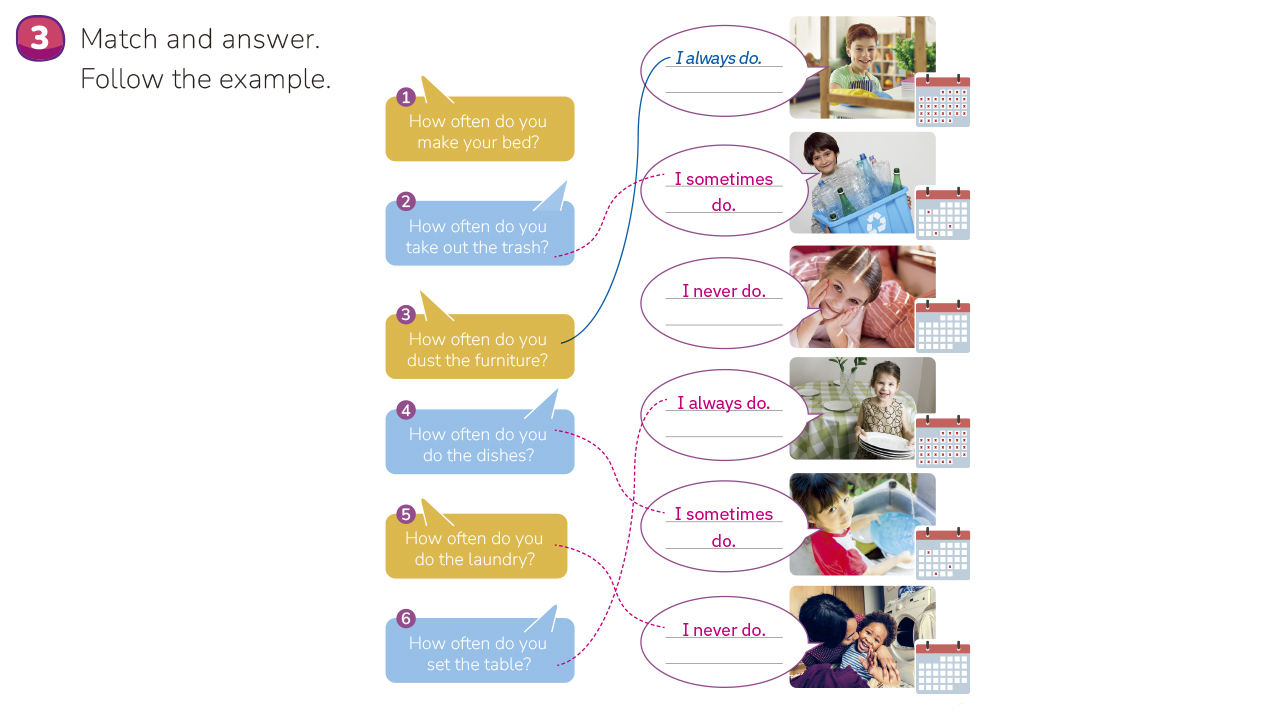 3
Match and answer.
Follow the example.
1
How often do you
make your bed?
2
How often do you
take out the trash?
3
How often do you
dust the furniture?
4
How often do you
do the dishes?
5
How often do you
do the laundry?
6
How often do you
set the table?
I always do.
I sometimes
do.
I never do.
I always do.
I sometimes
do.
I never do.